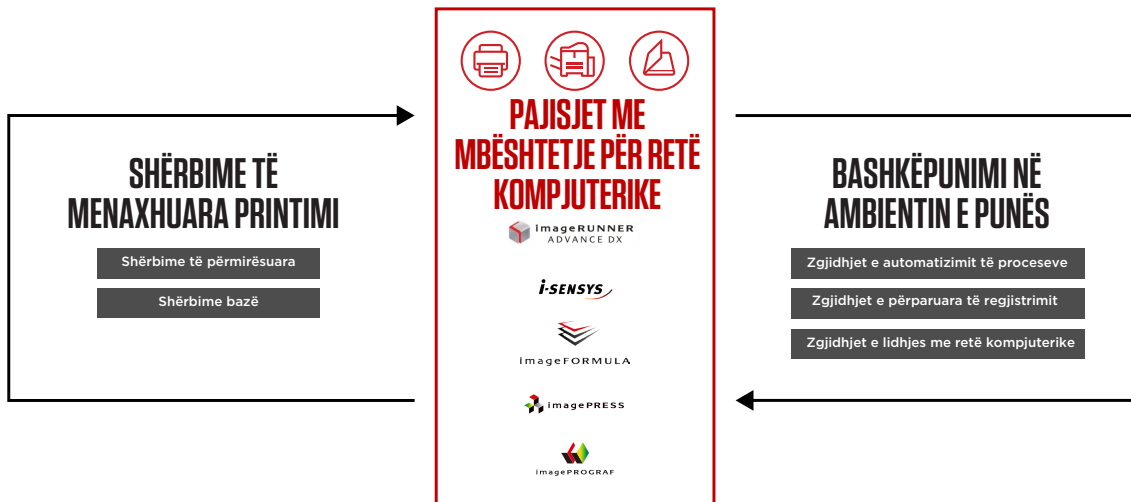 SHËRBIME TË
MENAXHUARA PRINTIMI
Shërbime të përmirësuara
Shërbime bazë
PAJISJET ME
MBËSHTETJE PËR RETË
KOMPJUTERIKE
imageRUNNER
ADVANCE DX
i-SENSYS
imageFORMULA
imagePRESS
imagePROGRAF
BASHKËPUNIMI NË
AMBIENTIN E PUNËS
Zgjidhjet e automatizimit të proceseve
Zgjidhjet e përparuara të regjistrimit
Zgjidhjet e lidhjes me retë kompjuterike